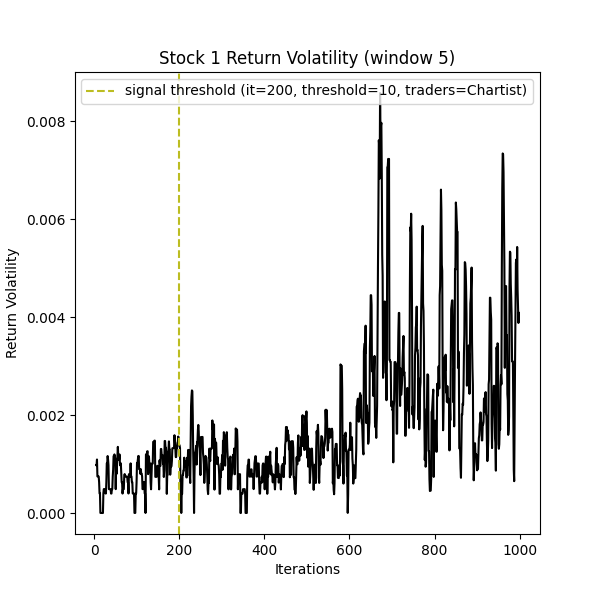 Stock 1 Return Volatility (window 5)
signal threshold (it=200, threshold=10, traders=Chartist)
Return Volatility
0.008
0.006
0.004
0.002
0.000
0
200
400
600
800
1000
Iterations